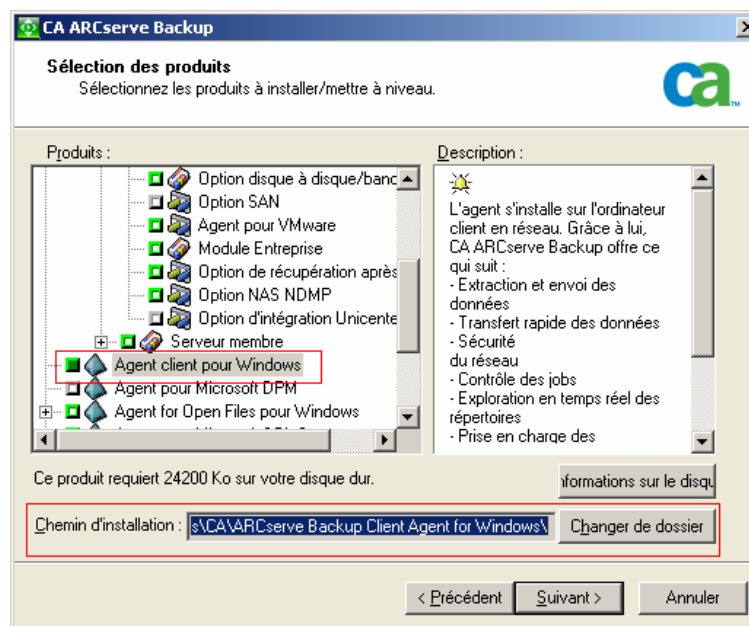 CA ARCserve Backup
Sélection des produits
Sélectionnez les produits à installer/mettre à niveau.
ca
TM
Produits :
Option disque à disque/banc
Option SAN
Agent pour VMware
Module Entreprise
Option de récupération après
Option NAS NDMP
Option d'intégration Unicente
Serveur membre
Agent client pour Windows
Agent pour Microsoft DPM
Agent for Open Files pour Windows
Description :
L'agent s'installe sur l'ordinateur
client en réseau. Grâce à lui,
CA ARCserve Backup offre ce
qui suit :
- Extraction et envoi des
données
- Transfert rapide des données
- Sécurité
du réseau
- Contrôle des jobs
- Exploration en temps réel des
répertoires
- Prise en charge des
Ce produit requiert 24200 Ko sur votre disque dur.
nformations sur le disqu
Chemin d'installation :
s\CA\ARCserve Backup Client Agent for Windows\
Changer de dossier
< Précédent
Suivant >
Annuler